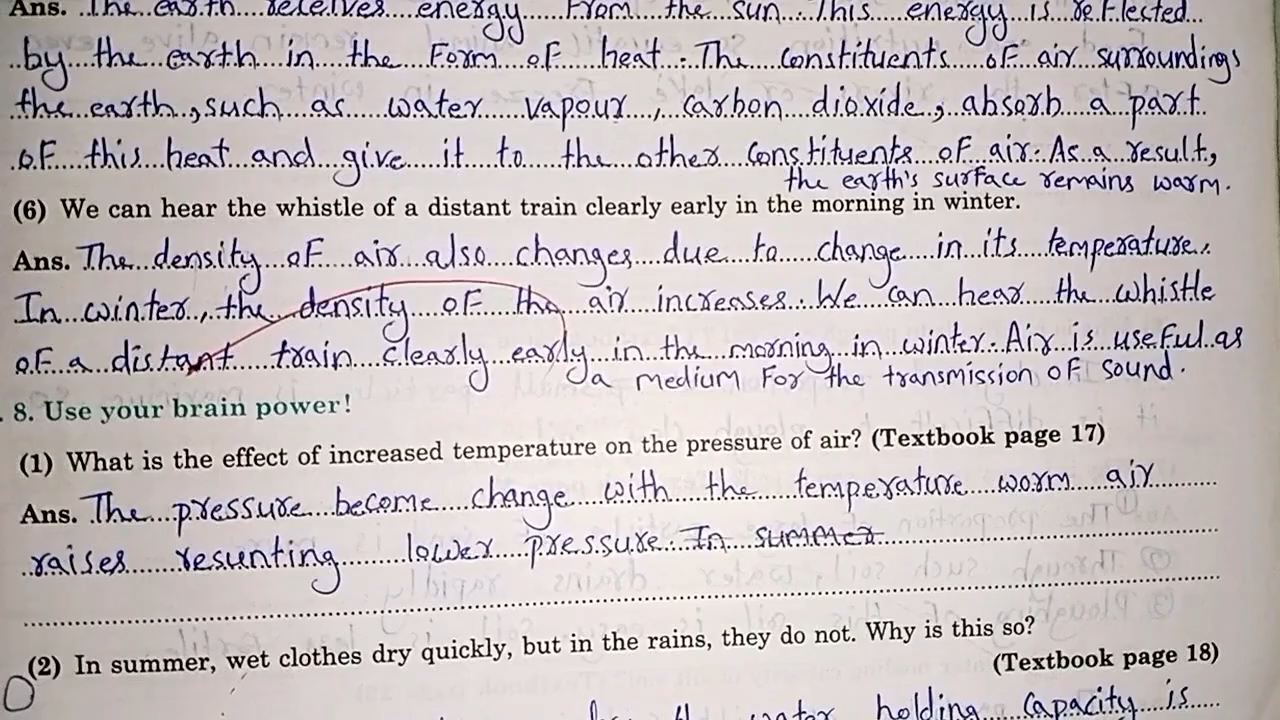 Ans. The earth receives energy From the sun. This energy is reflected
by the earth in the Form of heat. The constituents of air surroundings
the earth, such as water vapour, carbon dioxide, absorb a part
of this heat and give it to the other constituents of air. As a result,
the earth's surface remains warm.
(6) We can hear the whistle of a distant train clearly early in the morning in winter.
Ans. The density of air also changes due to change in its temperature.
In winter, the density of the air increases. We can hear the whistle
of a distant train clearly early in the morning in winter. Air is useful as
a medium For the transmission of sound.
8. Use your brain power!
(1) What is the effect of increased temperature on the pressure of air? (Textbook page 17)
Ans. The pressure become change with the temperature worm air
raises resunting lower pressure In summer
(2) In summer, wet clothes dry quickly, but in the rains, they do not. Why is this so?
(Textbook page 18)
holding capacity is